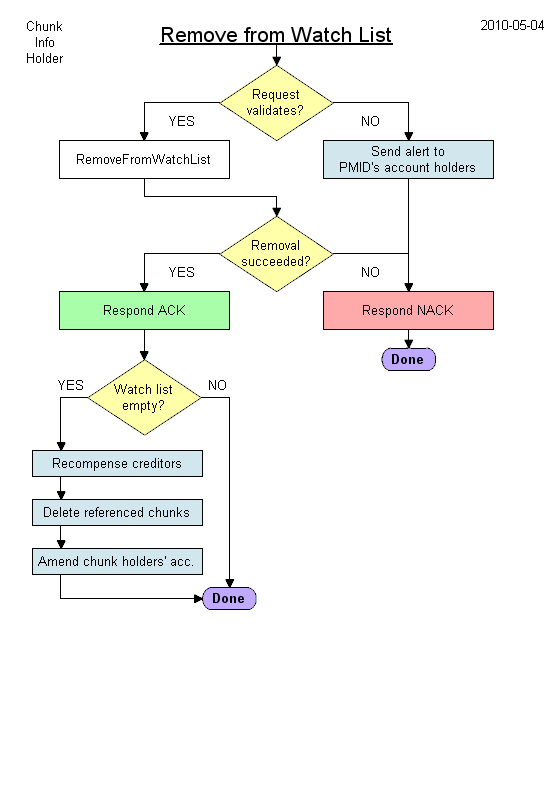 Chunk
Info
Holder
Remove from Watch List
2010-05-04
Request
validates?
YES
NO
RemoveFromWatchList
Send alert to
PMID's account holders
Removal
succeeded?
YES
NO
Respond ACK
Respond NACK
Done
Watch list
empty?
YES
NO
Recompense creditors
Delete referenced chunks
Amend chunk holders' acc.
Done